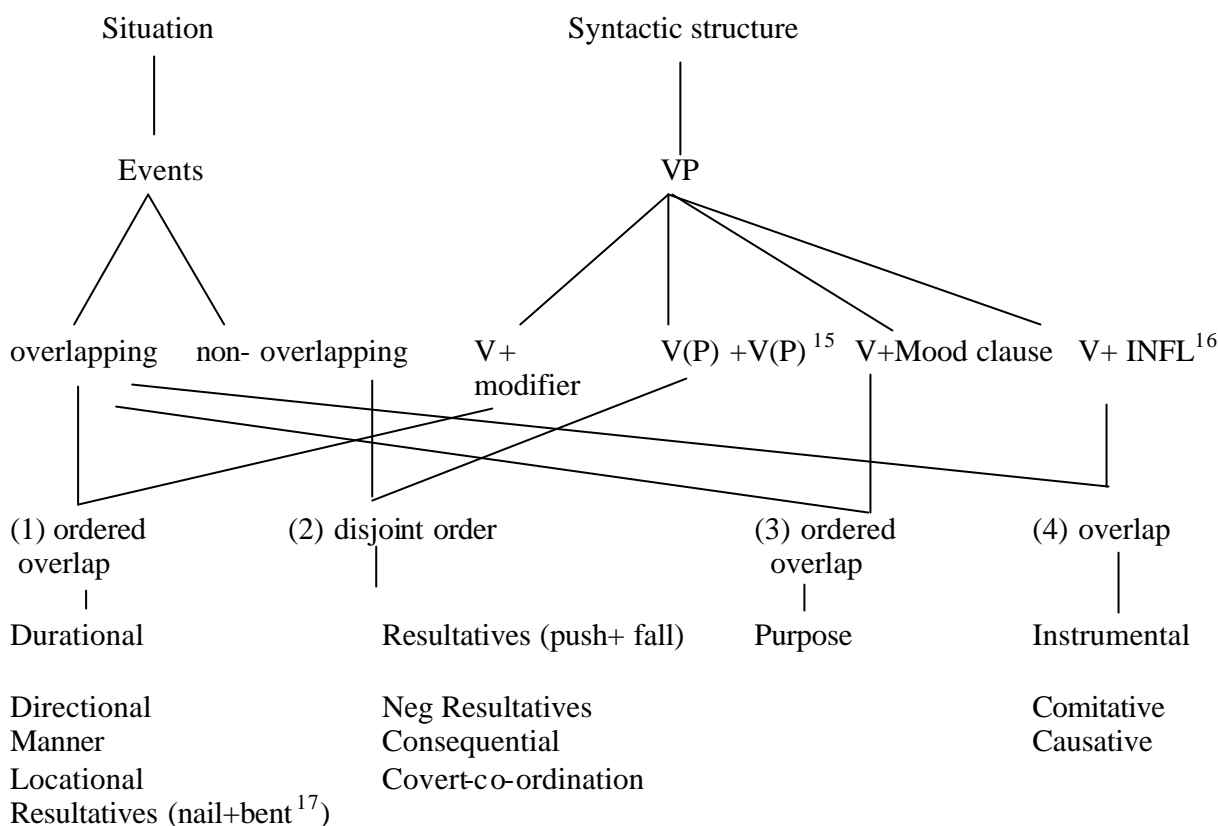 Situation Syntactic structure
Events VP
overlapping non- overlapping V+ modifier V(P) +V(P) 15 V+Mood clause V+ INFL16
(1) ordered overlap (2) disjoint order (3) ordered overlap (4) overlap
Durational Resultatives (push+ fall) Purpose Instrumental
Directional Neg Resultatives Comitative
Manner Consequential Causative
Locational Covert-co-ordination
Resultatives (nail+bent17)